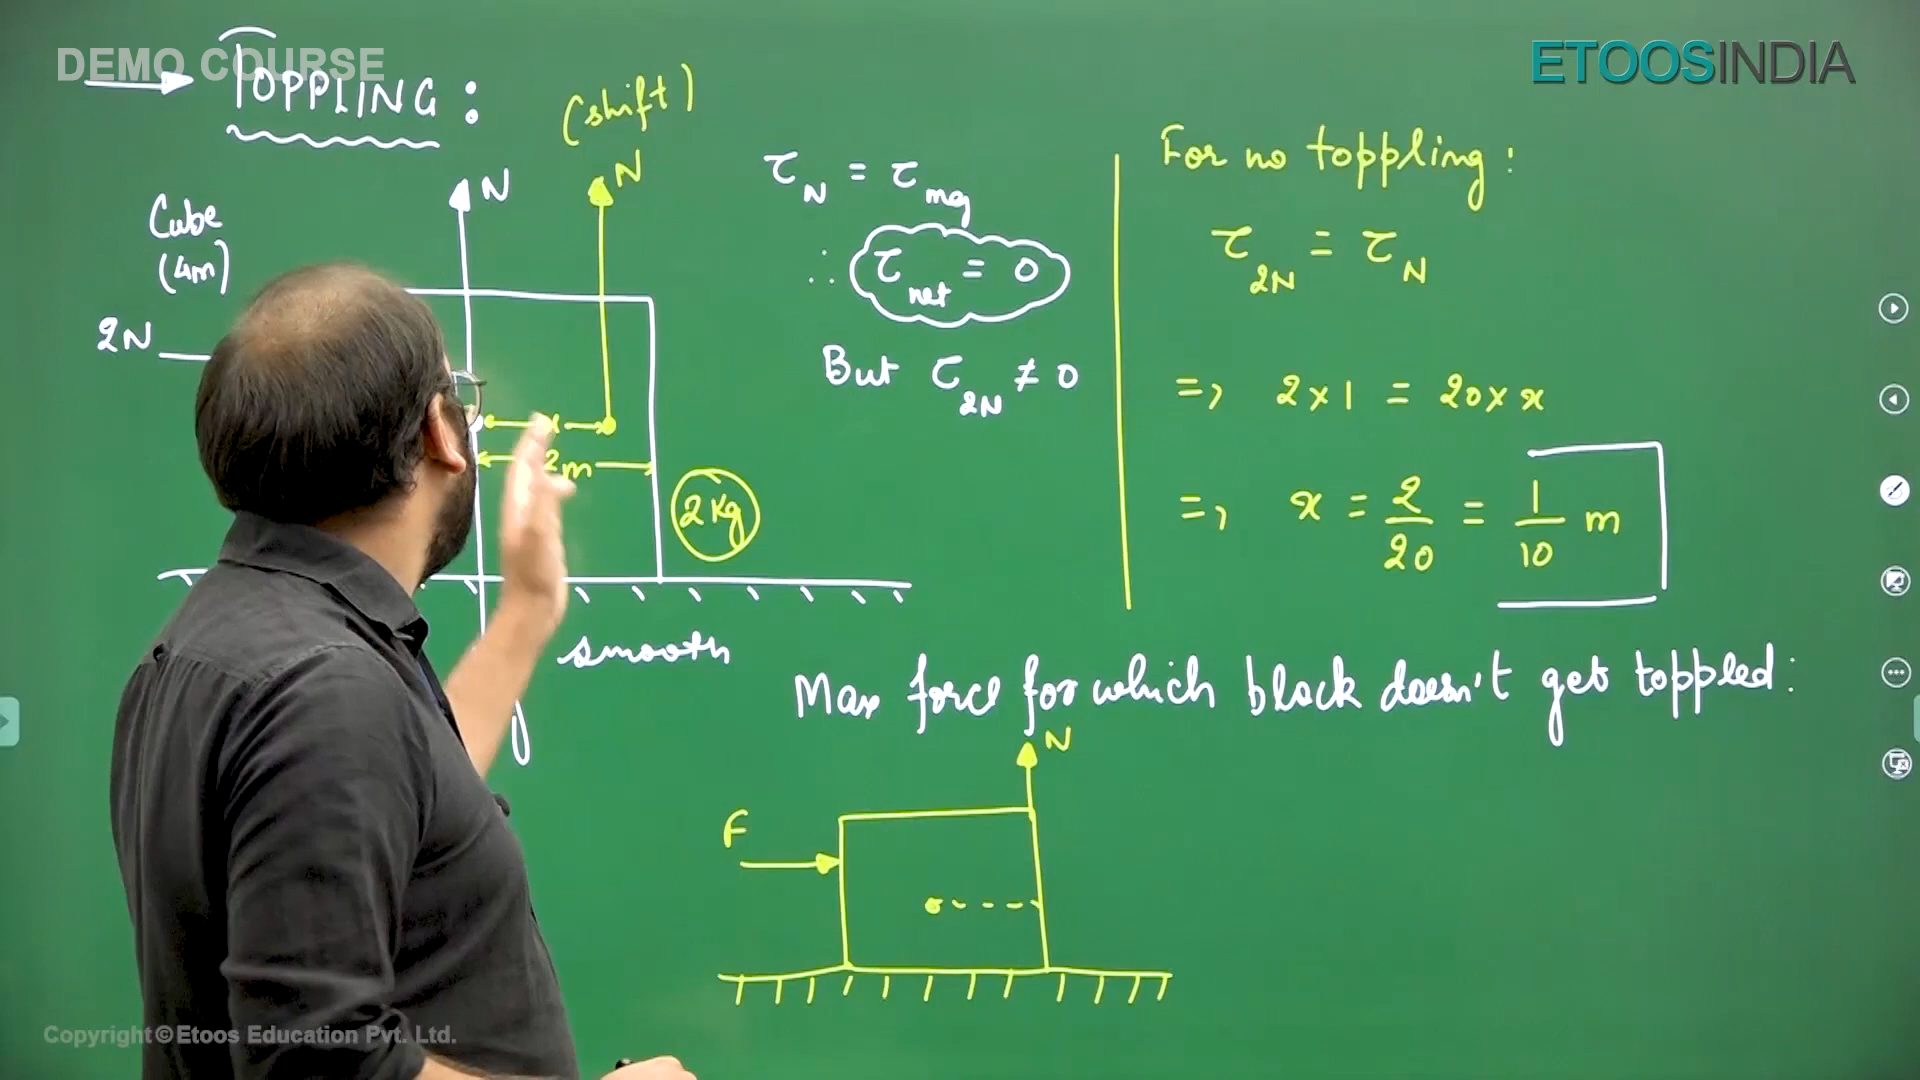 DEMO COURSE
ETOOSINDIA
→ TOPPLING :
(shift)
N
N
Cube
(4m)
2N
x
2m
2 kg
smooth
τN = τmg
∴ τnet = 0
But τ2N ≠ 0
For no toppling :
τ2N = τN
=> 2 × 1 = 20 × x
=> x = 2/20 = 1/10 m
Max force for which block doesn't get toppled :
N
F
Copyright © Etoos Education Pvt. Ltd.